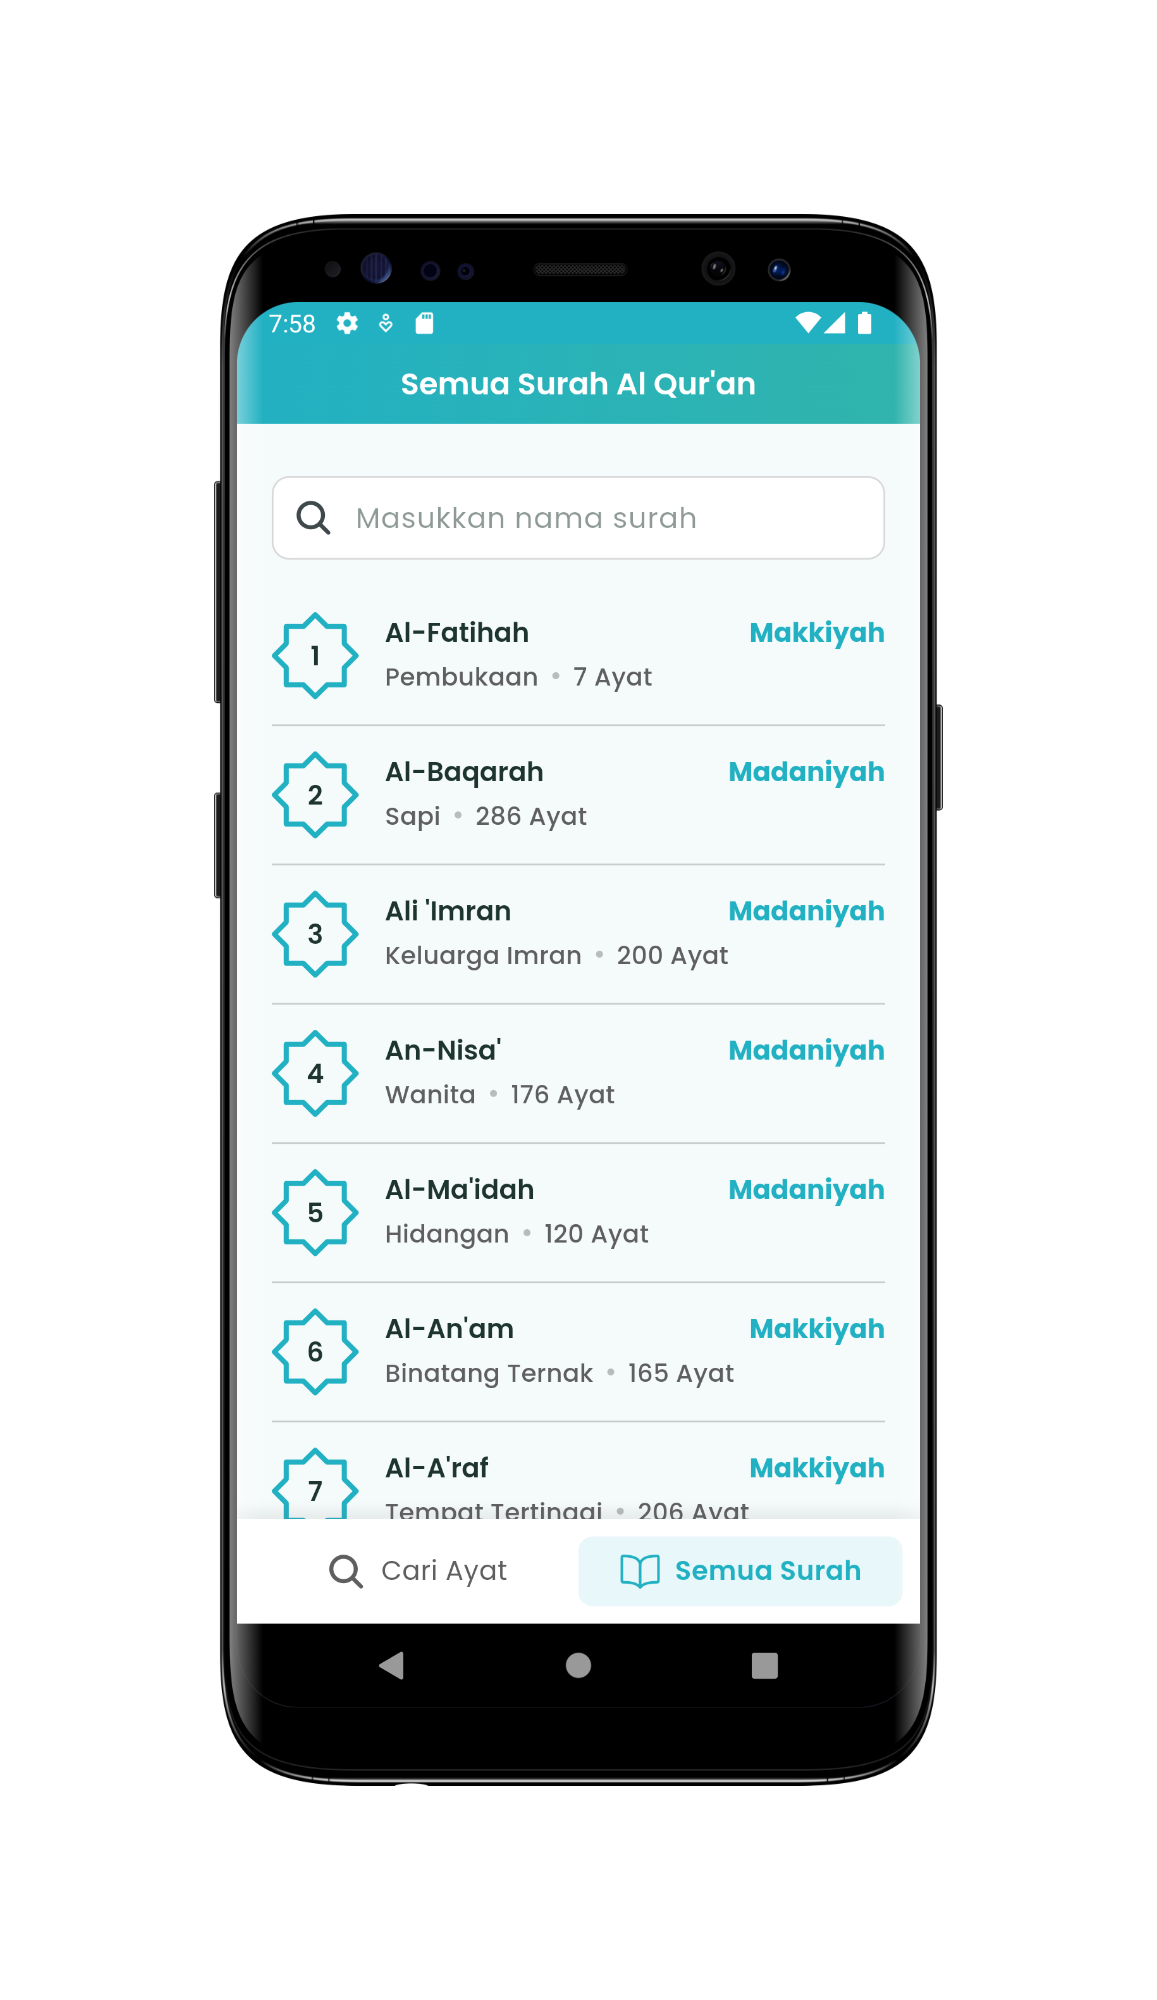 7:58
Semua Surah Al Qur'an
Masukkan nama surah
1 Al-Fatihah Makkiyah
Pembukaan • 7 Ayat
2 Al-Baqarah Madaniyah
Sapi • 286 Ayat
3 Ali 'Imran Madaniyah
Keluarga Imran • 200 Ayat
4 An-Nisa' Madaniyah
Wanita • 176 Ayat
5 Al-Ma'idah Madaniyah
Hidangan • 120 Ayat
6 Al-An'am Makkiyah
Binatang Ternak • 165 Ayat
7 Al-A'raf Makkiyah
Tempat Tertinggi • 206 Ayat
Cari Ayat Semua Surah